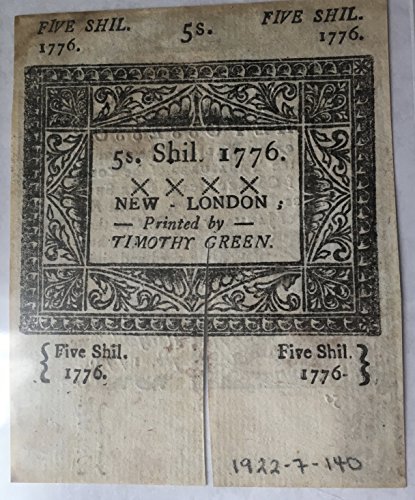 FIVE SHIL. 5s. FIVE SHIL.
1776. 1776.
5s. Shil. 1776.
X X X X
NEW - LONDON;
— Printed by —
TIMOTHY GREEN.
{ Five Shil. Five Shil. }
{ 1776. 1776- }
1922-7-140